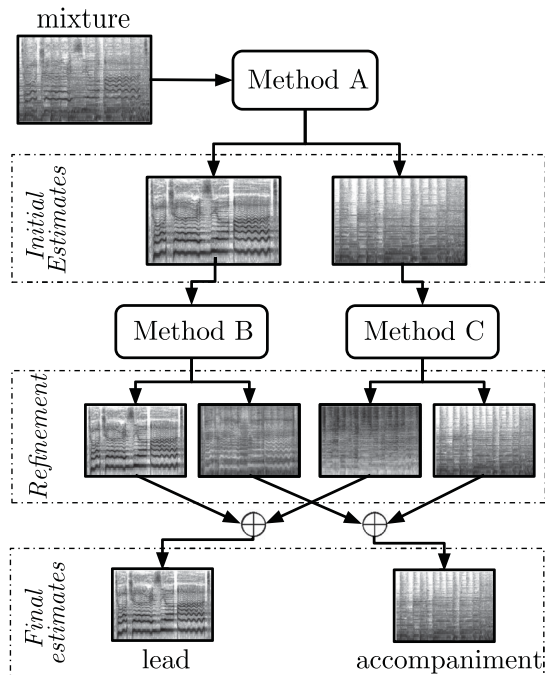 mixture
Method A
Initial
Estimates
Method B
Method C
Refinement
Final
estimates
lead
accompaniment